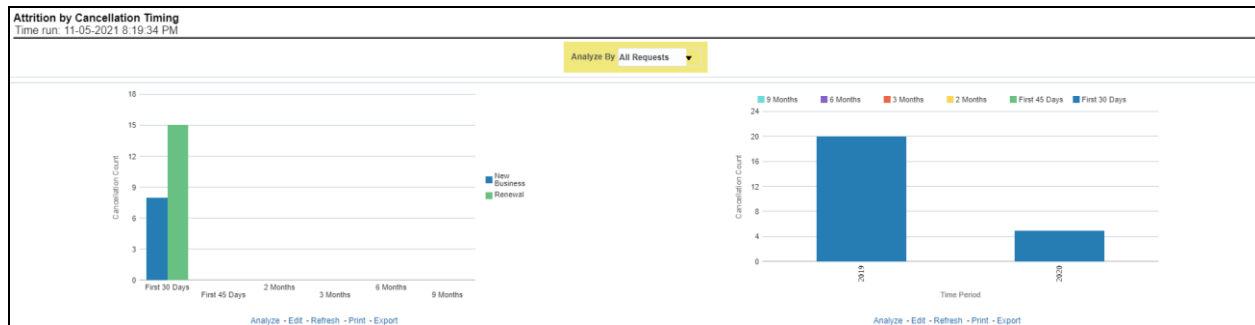 Attrition by Cancellation Timing
Time run: 11-05-2021 8:19:34 PM
Analyze By All Requests
18
15
12
9
6
3
0
Cancellation Count
First 30 Days
First 45 Days
2 Months
3 Months
6 Months
9 Months
New
Business
Renewal
Analyze - Edit - Refresh - Print - Export
9 Months 6 Months 3 Months 2 Months First 45 Days First 30 Days
24
20
16
12
8
4
0
Cancellation Count
2019
2020
Time Period
Analyze - Edit - Refresh - Print - Export